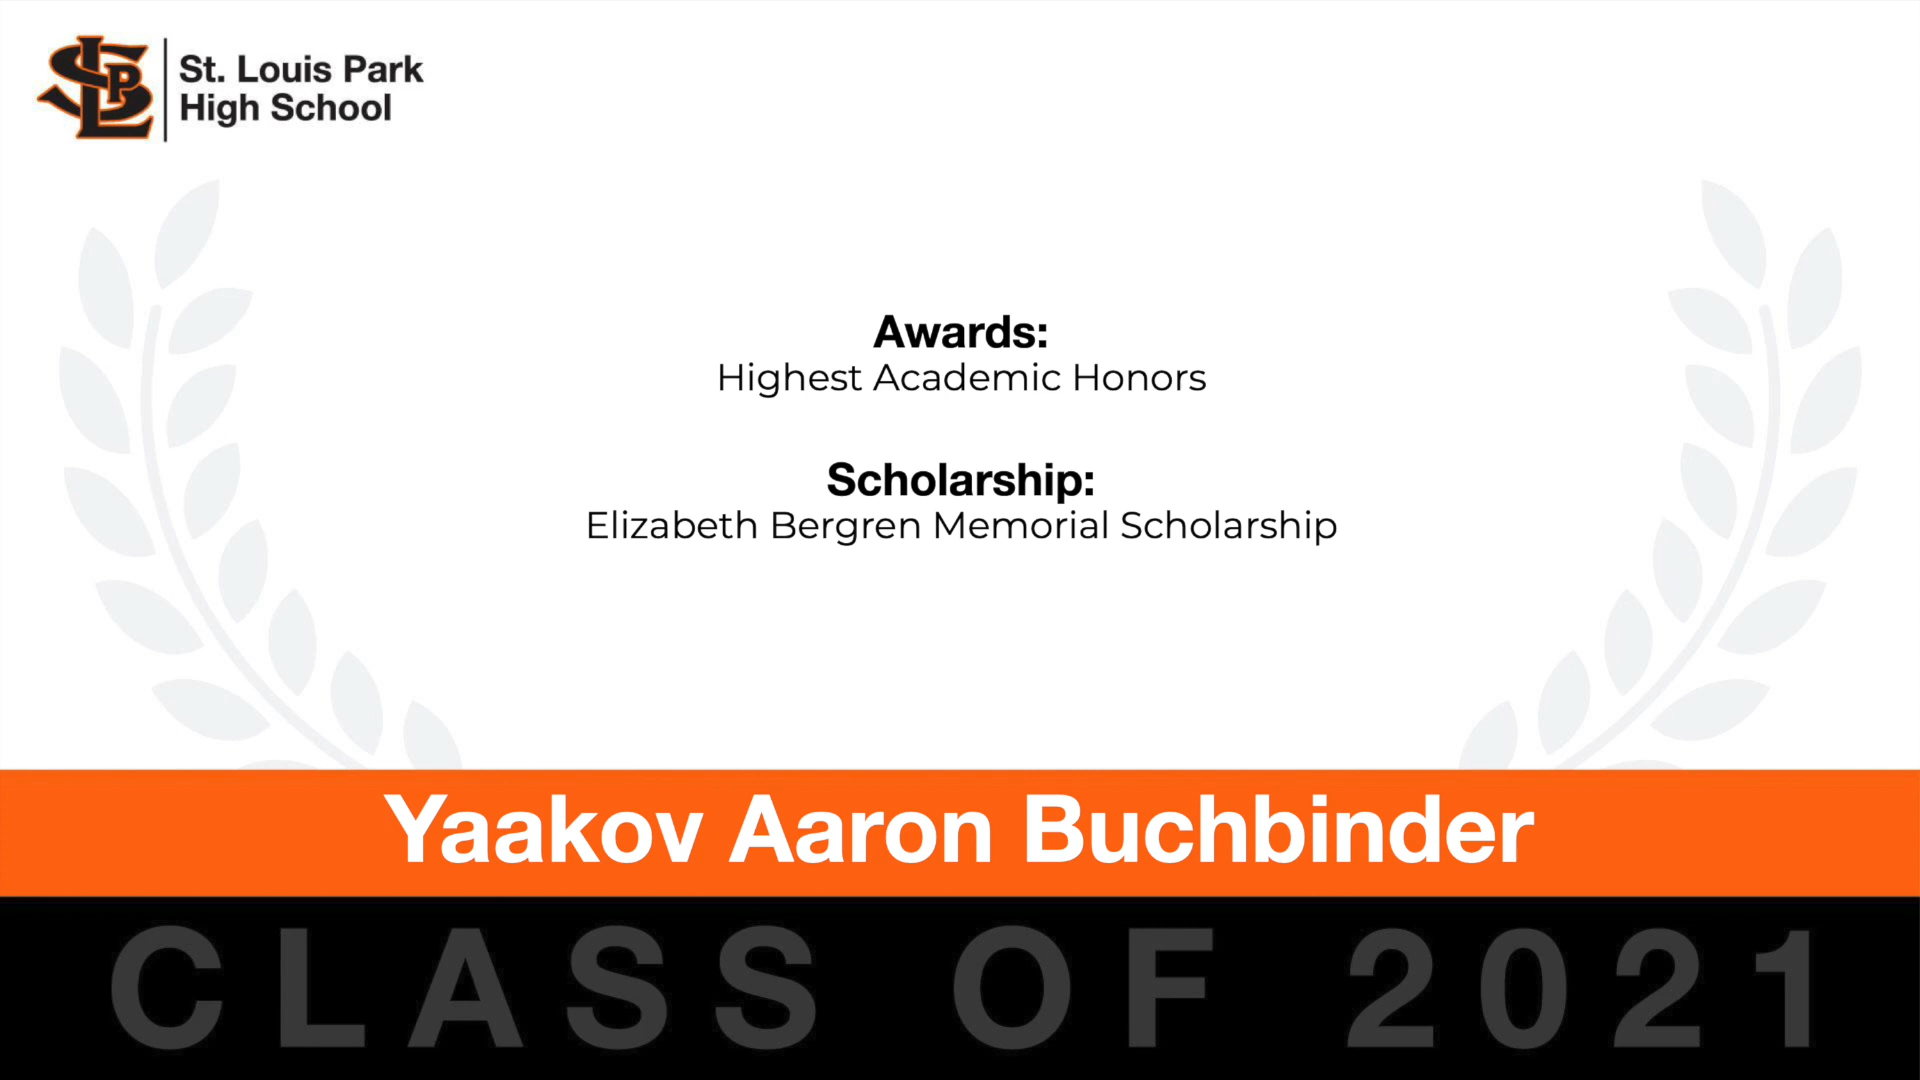 SLP
St. Louis Park
High School
Awards:
Highest Academic Honors
Scholarship:
Elizabeth Bergren Memorial Scholarship
Yaakov Aaron Buchbinder
CLASS OF 2021